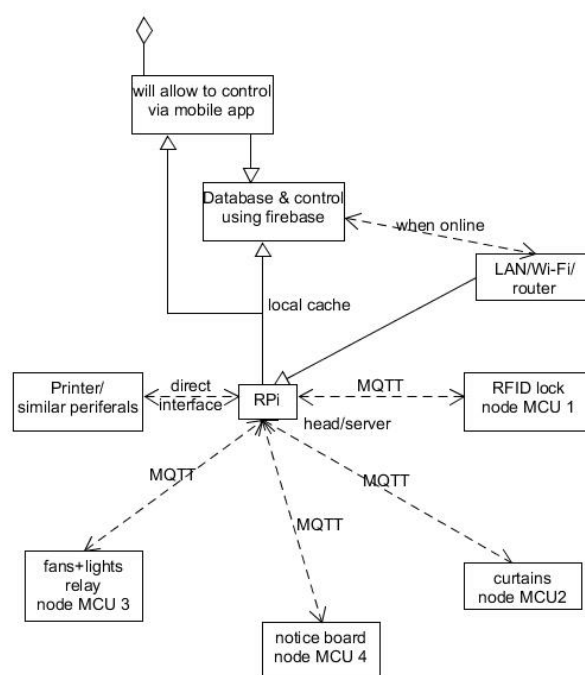 will allow to control
via mobile app
Database & control
using firebase
when online
LAN/Wi-Fi/
router
local cache
Printer/
similar periferals
direct
interface
RPi
MQTT
RFID lock
node MCU 1
head/server
MQTT
MQTT
MQTT
fans+lights
relay
node MCU 3
curtains
node MCU2
notice board
node MCU 4